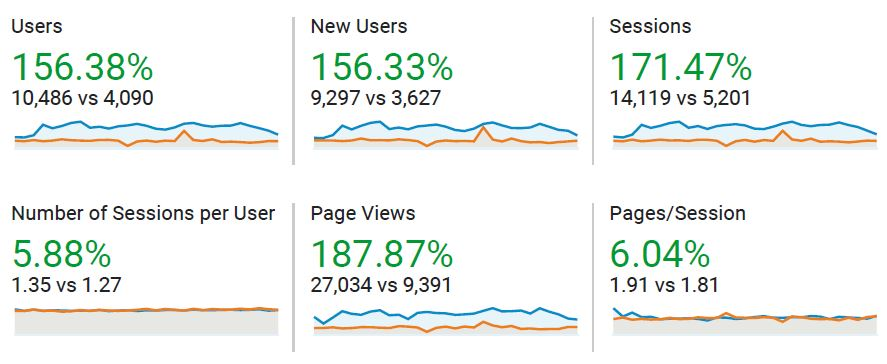 Users
156.38%
10,486 vs 4,090
New Users
156.33%
9,297 vs 3,627
Sessions
171.47%
14,119 vs 5,201
Number of Sessions per User
5.88%
1.35 vs 1.27
Page Views
187.87%
27,034 vs 9,391
Pages/Session
6.04%
1.91 vs 1.81